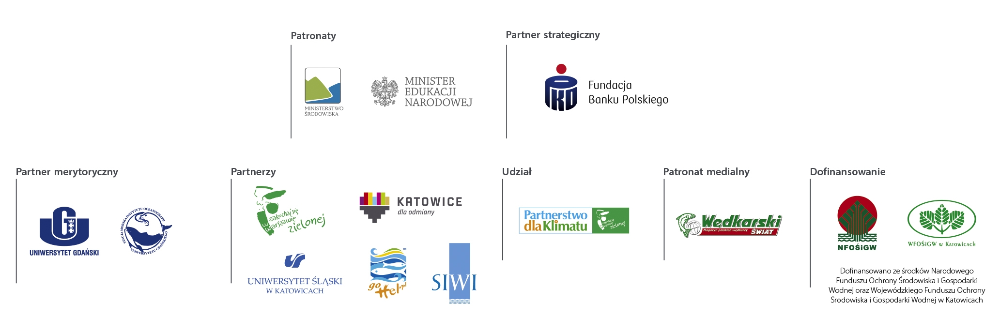 Patronaty
MINISTERSTWO
ŚRODOWISKA
MINISTER
EDUKACJI
NARODOWEJ
Partner strategiczny
PKO
Fundacja
Banku Polskiego
Partner merytoryczny
UNIWERSYTET GDAŃSKI
STACJA MORSKA INSTYTUTU OCEANOGRAFII
UNIWERSYTETU GDAŃSKIEGO
Partnerzy
zakochaj się
w Warszawie
zielonej
KATOWICE
dla odmiany
UNIWERSYTET ŚLĄSKI
W KATOWICACH
TM
goHel.pl
SIWI
Udział
Partnerstwo
dla Klimatu
zakochaj się
w Warszawie
zielonej
Patronat medialny
Wędkarski
Magazyn polskich wędkarzy ŚWIAT
Dofinansowanie
NFOŚiGW
WFOŚiGW w Katowicach
Dofinansowano ze środków Narodowego
Funduszu Ochrony Środowiska i Gospodarki
Wodnej oraz Wojewódzkiego Funduszu Ochrony
Środowiska i Gospodarki Wodnej w Katowicach